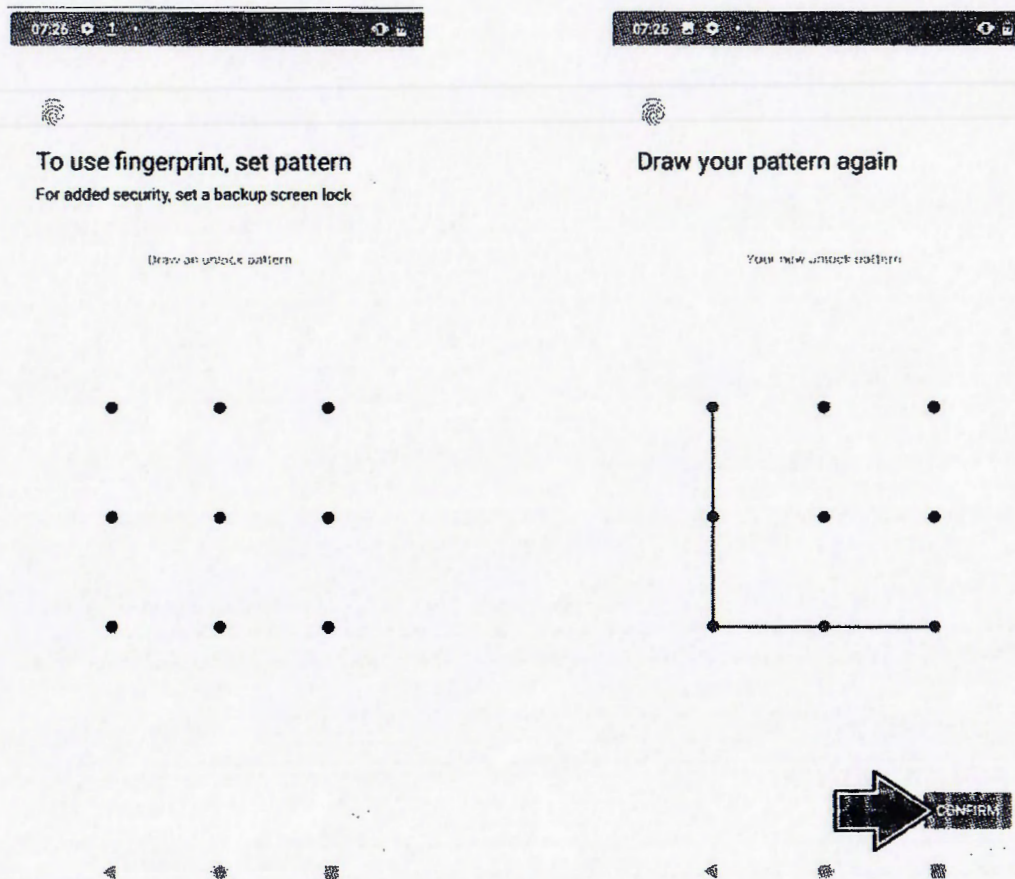 07:26
To use fingerprint, set pattern
For added security, set a backup screen lock
Draw an unlock pattern
07:26
Draw your pattern again
Your new unlock pattern
CONFIRM